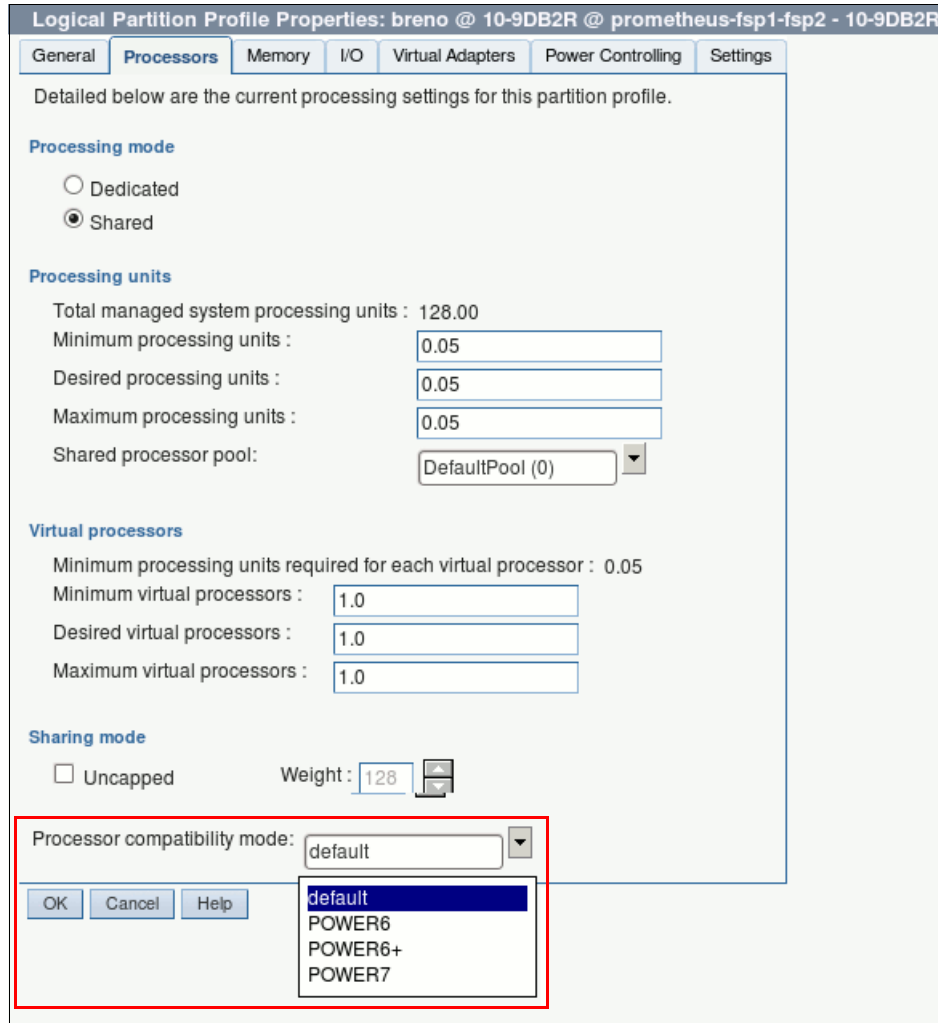 Logical Partition Profile Properties: breno @ 10-9DB2R @ prometheus-fsp1-fsp2 - 10-9DB2R
General Processors Memory I/O Virtual Adapters Power Controlling Settings
Detailed below are the current processing settings for this partition profile.
Processing mode
Dedicated
Shared
Processing units
Total managed system processing units : 128.00
Minimum processing units : 0.05
Desired processing units : 0.05
Maximum processing units : 0.05
Shared processor pool: DefaultPool (0)
Virtual processors
Minimum processing units required for each virtual processor : 0.05
Minimum virtual processors : 1.0
Desired virtual processors : 1.0
Maximum virtual processors : 1.0
Sharing mode
Uncapped Weight : 128
Processor compatibility mode: default
OK Cancel Help
default
POWER6
POWER6+
POWER7